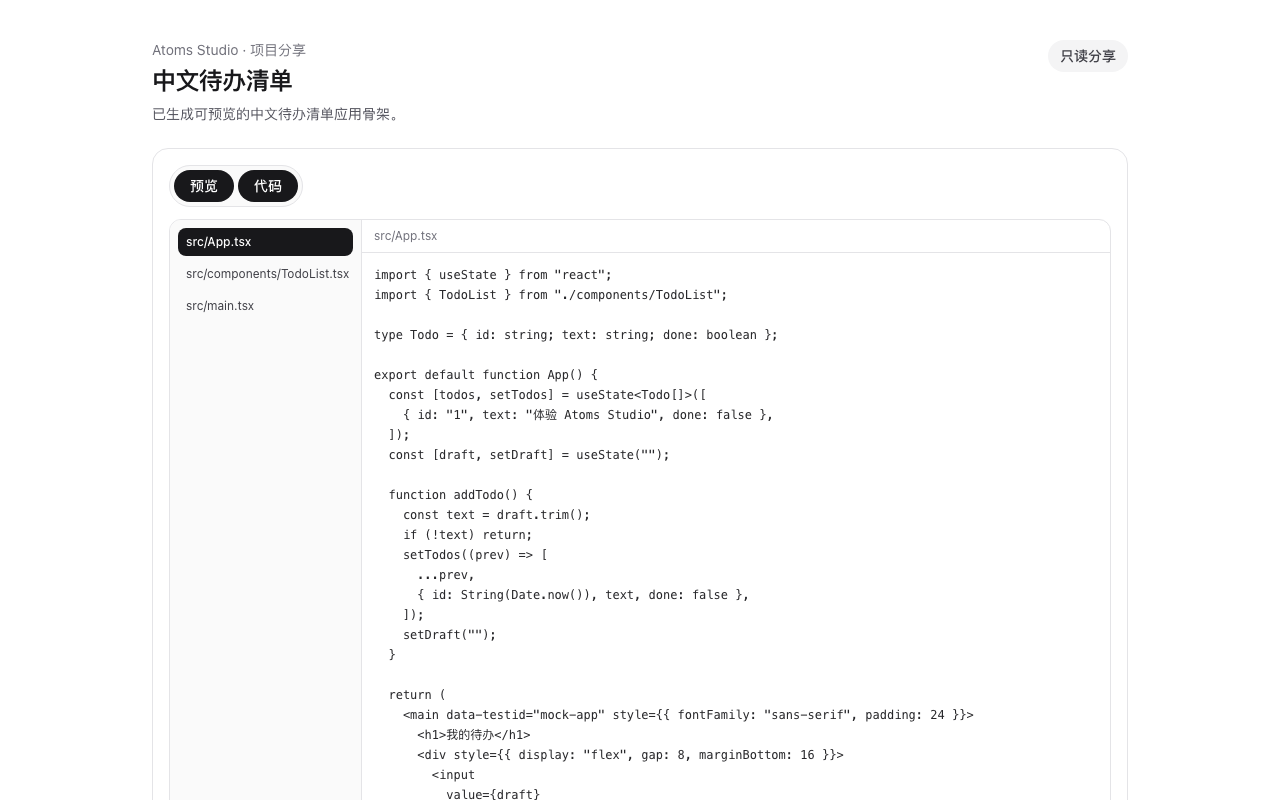 Atoms Studio · 项目分享
中文待办清单
已生成可预览的中文待办清单应用骨架。
只读分享
预览 代码
src/App.tsx
src/components/TodoList.tsx
src/main.tsx
src/App.tsx
import { useState } from "react";
import { TodoList } from "./components/TodoList";

type Todo = { id: string; text: string; done: boolean };

export default function App() {
  const [todos, setTodos] = useState<Todo[]>([
    { id: "1", text: "体验 Atoms Studio", done: false },
  ]);
  const [draft, setDraft] = useState("");

  function addTodo() {
    const text = draft.trim();
    if (!text) return;
    setTodos((prev) => [
      ...prev,
      { id: String(Date.now()), text, done: false },
    ]);
    setDraft("");
  }

  return (
    <main data-testid="mock-app" style={{ fontFamily: "sans-serif", padding: 24 }}>
      <h1>我的待办</h1>
      <div style={{ display: "flex", gap: 8, marginBottom: 16 }}>
        <input
          value={draft}